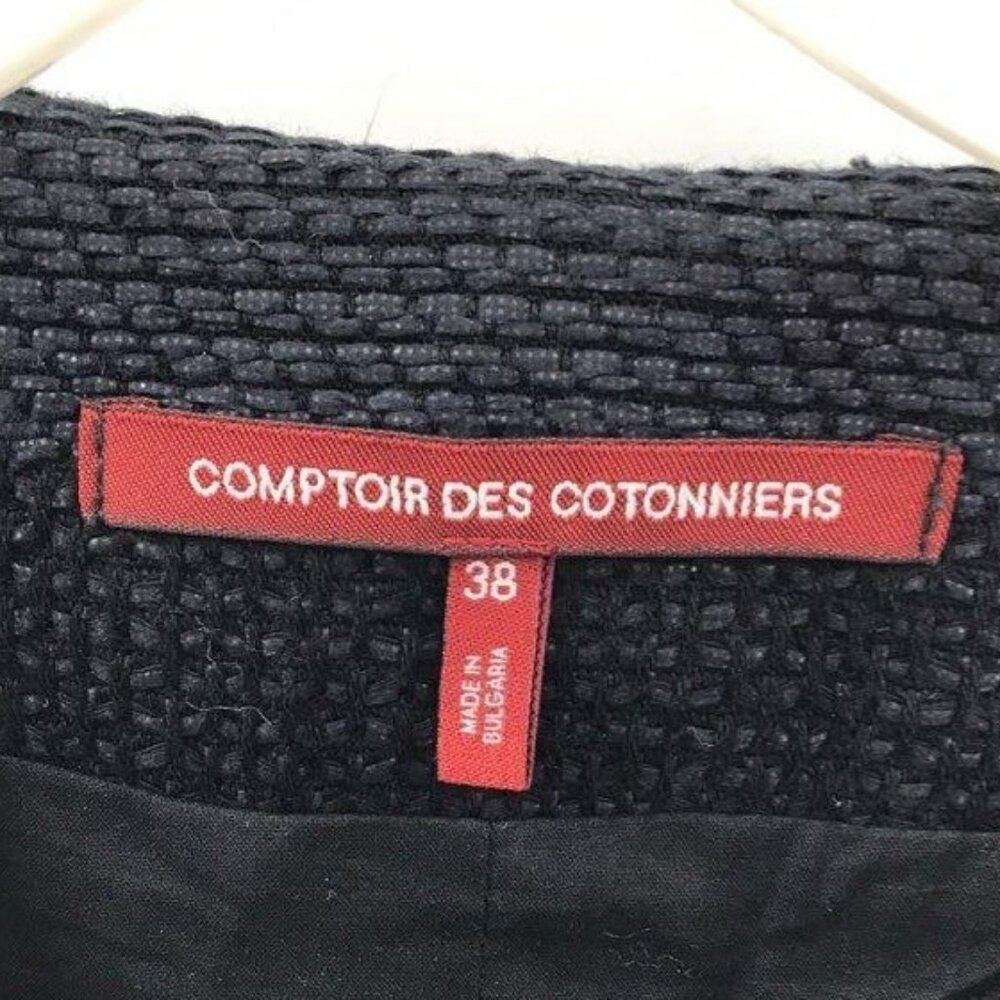 COMPTOIR DES COTONNIERS
38
MADE IN
BULGARIA